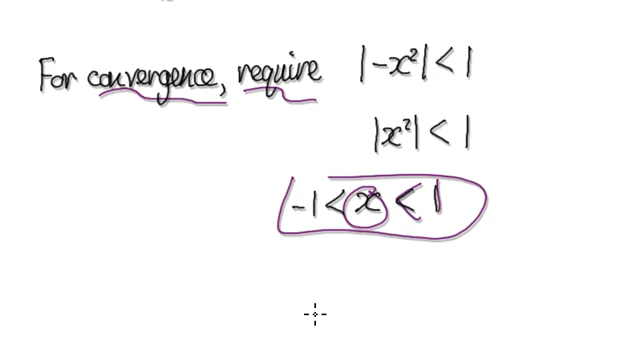 For convergence, require |-x²| < 1
|x²| < 1
-1 < x < 1